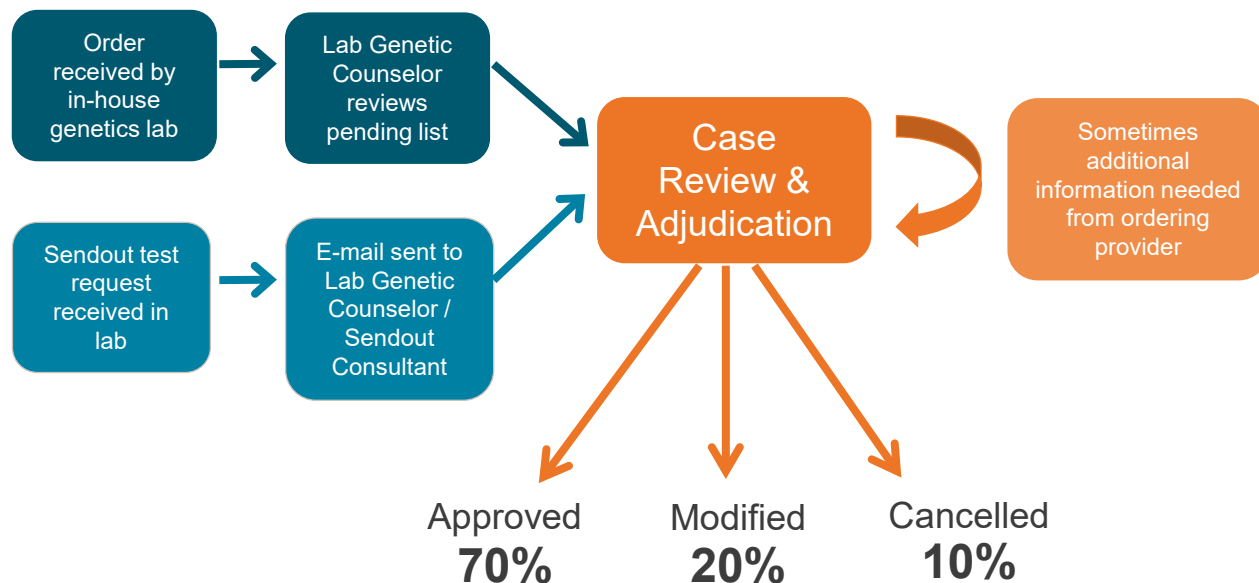 Order
received by
in-house
genetics lab
Lab Genetic
Counselor
reviews
pending list
Case
Review &
Adjudication
Sometimes
additional
information needed
from ordering
provider
Sendout test
request
received in
lab
E-mail sent to
Lab Genetic
Counselor /
Sendout
Consultant
Approved
70%
Modified
20%
Cancelled
10%